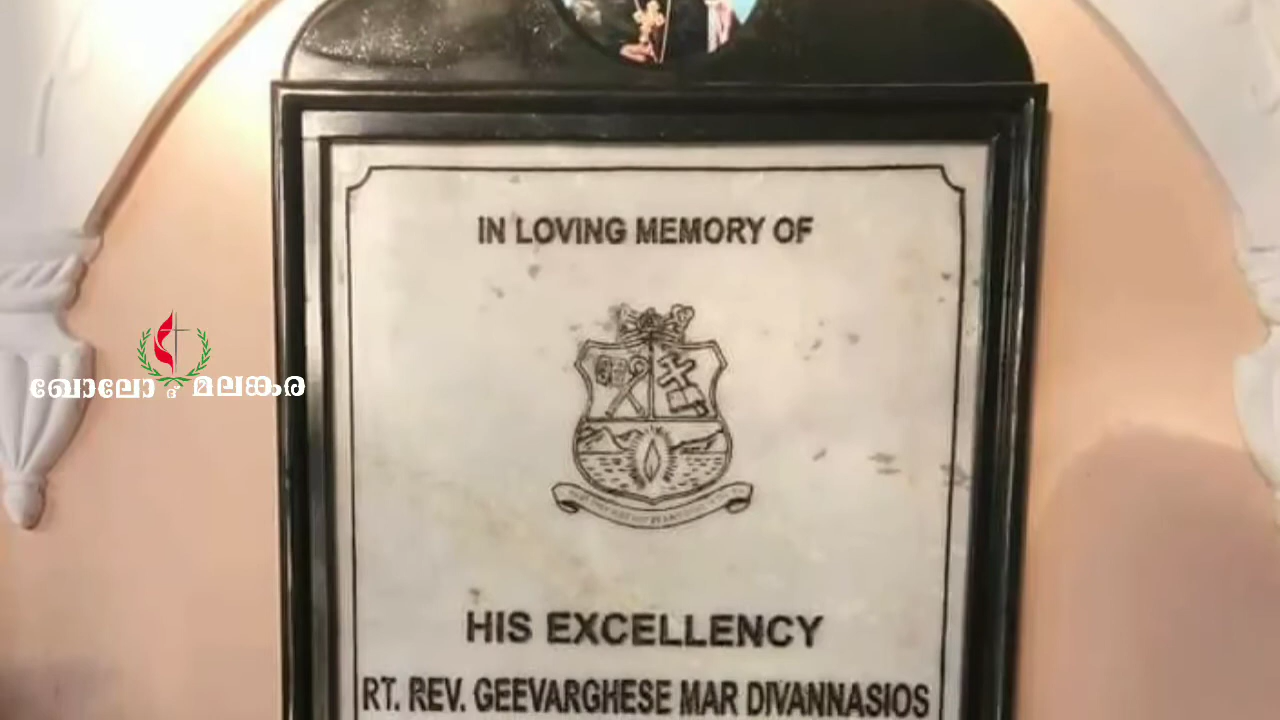 IN LOVING MEMORY OF
ഖോലോ ദ് മലങ്കര
HIS EXCELLENCY
RT. REV. GEEVARGHESE MAR DIVANNASIOS